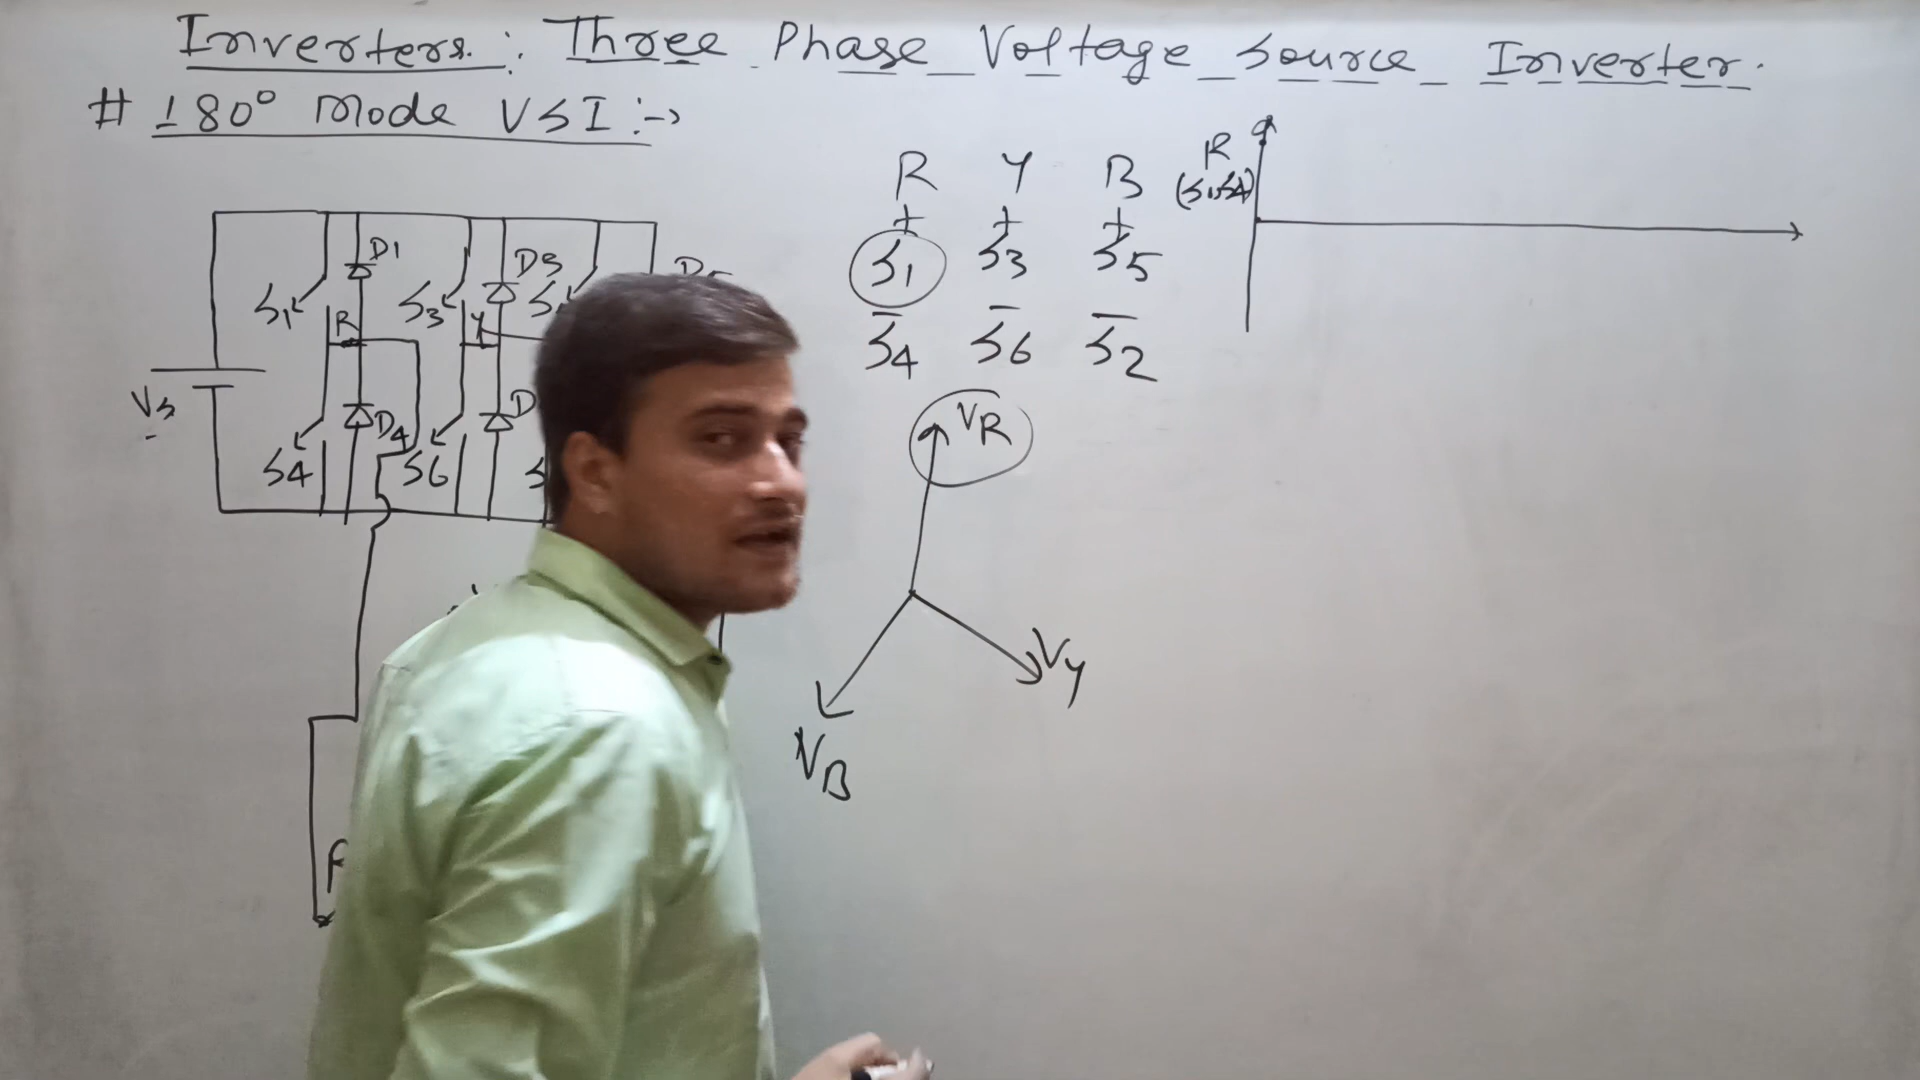 Inverters. : Three Phase Voltage Source Inverter.
# 180° Mode VSI :->
R Y B
+ + +
S1 S3 S5
- - -
S4 S6 S2
R
(S1,S4)
D1 D3
S1 S3
R Y
Vs
D4
S4 S6
VR
VY
VB